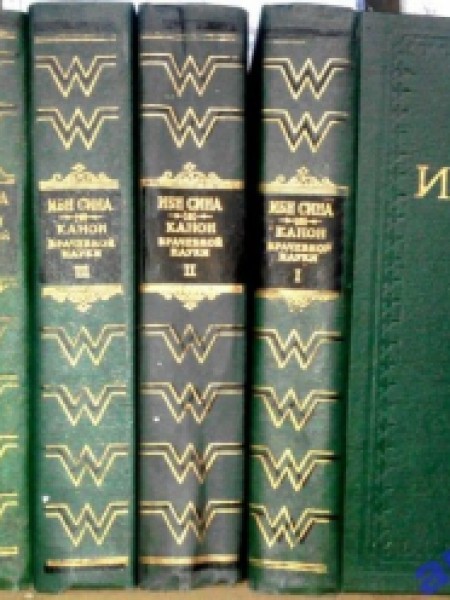 ИБН СИНА
КАНОН
ВРАЧЕБНОЙ
НАУКИ
III
ИБН СИНА
КАНОН
ВРАЧЕБНОЙ
НАУКИ
II
ИБН СИНА
КАНОН
ВРАЧЕБНОЙ
НАУКИ
I
И